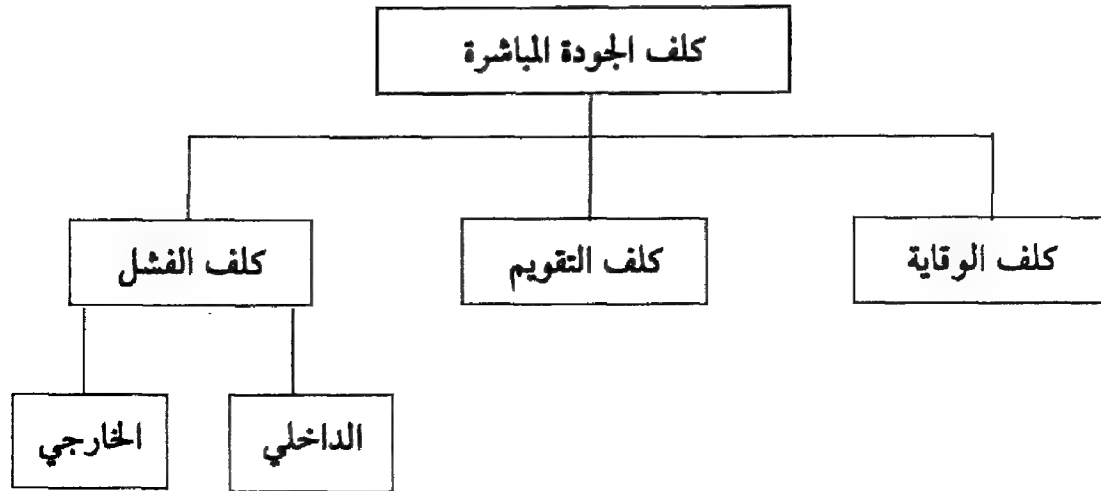 كلف الجودة المباشرة
كلف الوقاية
كلف التقويم
كلف الفشل
الداخلي
الخارجي